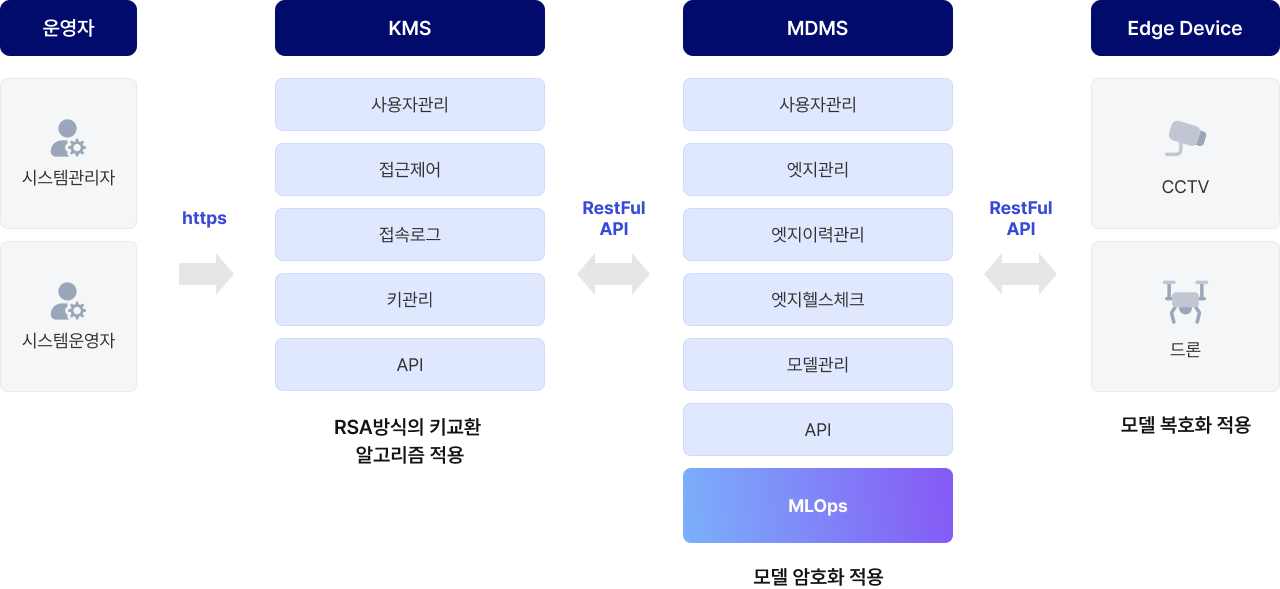 운영자
시스템관리자
시스템운영자
https
KMS
사용자관리
접근제어
접속로그
키관리
API
RSA방식의 키교환
알고리즘 적용
RestFul
API
MDMS
사용자관리
엣지관리
엣지이력관리
엣지헬스체크
모델관리
API
MLOps
모델 암호화 적용
RestFul
API
Edge Device
CCTV
드론
모델 복호화 적용